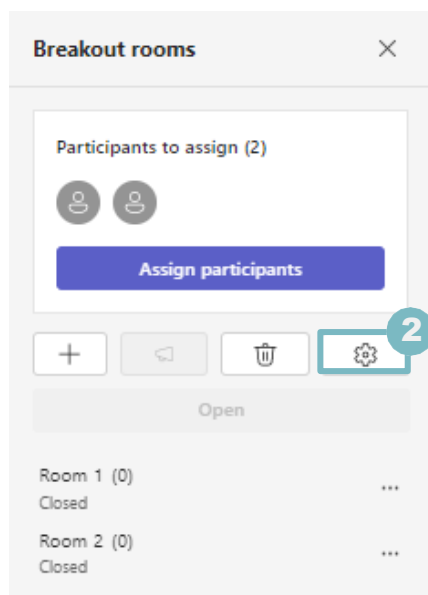 Breakout rooms
Participants to assign (2)
Assign participants
2
Open
Room 1 (0)
Closed
Room 2 (0)
Closed